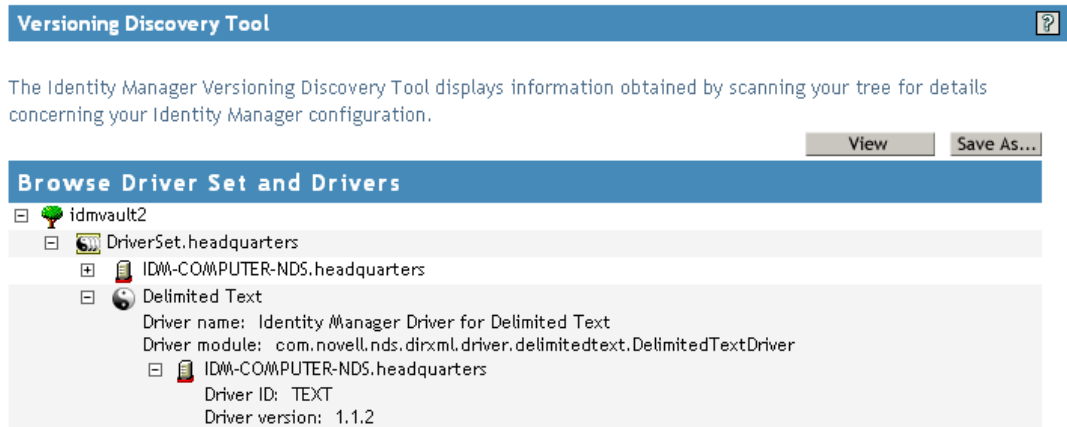 Versioning Discovery Tool
?
The Identity Manager Versioning Discovery Tool displays information obtained by scanning your tree for details
concerning your Identity Manager configuration.
View Save As...
Browse Driver Set and Drivers
idmvault2
DriverSet.headquarters
IDM-COMPUTER-NDS.headquarters
Delimited Text
Driver name: Identity Manager Driver for Delimited Text
Driver module: com.novell.nds.dirxml.driver.delimitedtext.DelimitedTextDriver
IDM-COMPUTER-NDS.headquarters
Driver ID: TEXT
Driver version: 1.1.2